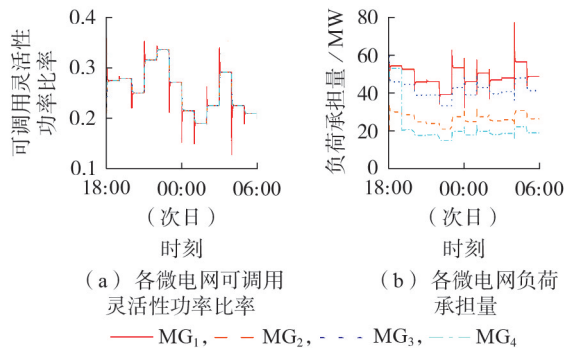 可调用灵活性
功率比率
0.4
0.3
0.2
0.1
18:00 00:00 06:00
（次日）
时刻
（a）各微电网可调用
灵活性功率比率
负荷承担量 / MW
80
60
40
20
0
18:00 00:00 06:00
（次日）
时刻
（b）各微电网负荷
承担量
MG₁, MG₂, MG₃, MG₄